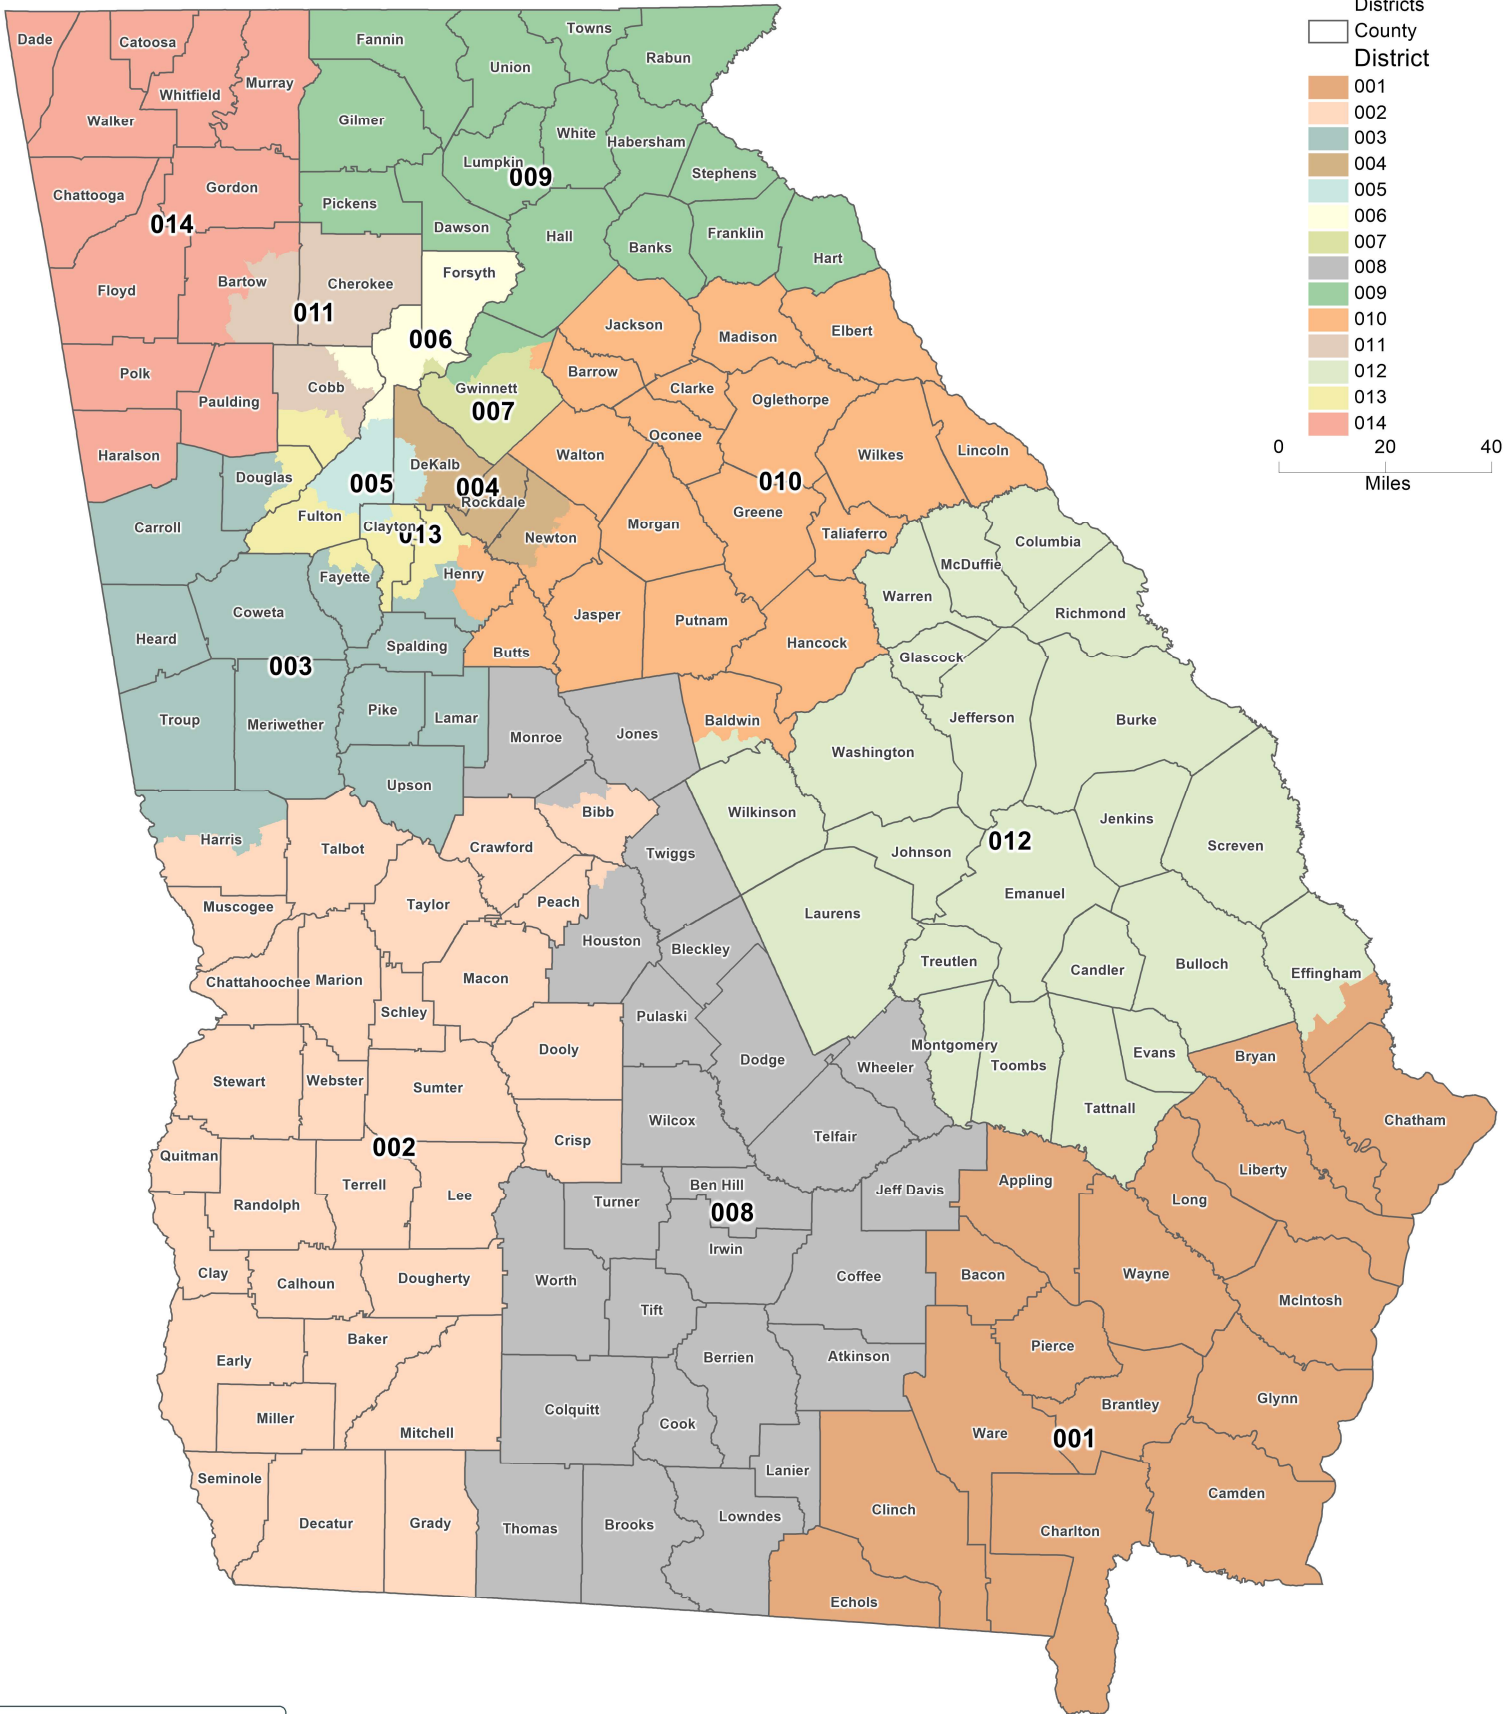 Districts
County
District
001
002
003
004
005
006
007
008
009
010
011
012
013
014
0 20 40
Miles
Dade
Catoosa
Fannin
Towns
Union
Rabun
Murray
Whitfield
Walker
Gilmer
White
Habersham
Lumpkin
009
Stephens
Chattooga
Gordon
Pickens
014
Dawson
Hall
Banks
Franklin
Hart
Forsyth
Bartow
Cherokee
Floyd
011
006
Jackson
Madison
Elbert
Polk
Barrow
Cobb
Gwinnett
Clarke
Paulding
007
Oglethorpe
Oconee
Haralson
Walton
Wilkes
Lincoln
DeKalb
Douglas
005
004
010
Rockdale
Greene
Fulton
Carroll
Clayton
013
Newton
Morgan
Taliaferro
Columbia
McDuffie
Fayette
Henry
Warren
Coweta
Jasper
Putnam
Richmond
Heard
Spalding
Butts
Hancock
Glascock
003
Troup
Meriwether
Pike
Lamar
Monroe
Jones
Baldwin
Jefferson
Burke
Washington
Upson
Bibb
Wilkinson
Jenkins
Harris
Talbot
Crawford
Twiggs
Johnson
012
Screven
Emanuel
Muscogee
Taylor
Peach
Laurens
Houston
Bleckley
Treutlen
Candler
Bulloch
Effingham
Chattahoochee
Marion
Macon
Schley
Pulaski
Dooly
Dodge
Wheeler
Montgomery
Toombs
Evans
Bryan
Stewart
Webster
Sumter
Tattnall
Wilcox
Telfair
Chatham
Quitman
002
Crisp
Terrell
Lee
Randolph
Turner
Ben Hill
Jeff Davis
Appling
Long
Liberty
008
Irwin
Clay
Calhoun
Dougherty
Worth
Tift
Coffee
Bacon
Wayne
McIntosh
Early
Baker
Berrien
Atkinson
Pierce
Miller
Mitchell
Colquitt
Cook
Ware
001
Brantley
Glynn
Seminole
Lanier
Camden
Decatur
Grady
Thomas
Brooks
Lowndes
Clinch
Charlton
Echols